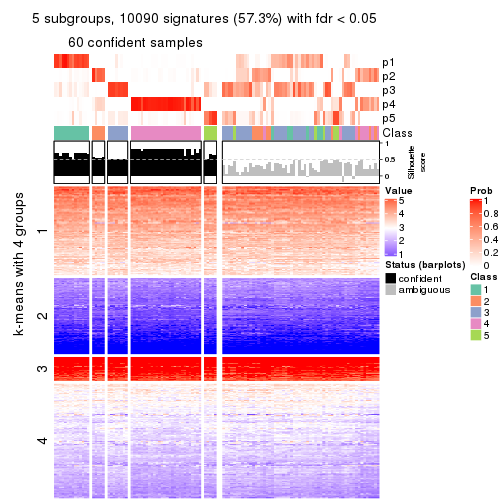 5 subgroups, 10090 signatures (57.3%) with fdr < 0.05
60 confident samples
p1
p2
p3
p4
p5
Class
1
0.5
0
Silhouette
score
k-means with 4 groups
1
2
3
4
Value
5
4
3
2
1
Status (barplots)
confident
ambiguous
Prob
1
0.8
0.6
0.4
0.2
0
Class
1
2
3
4
5